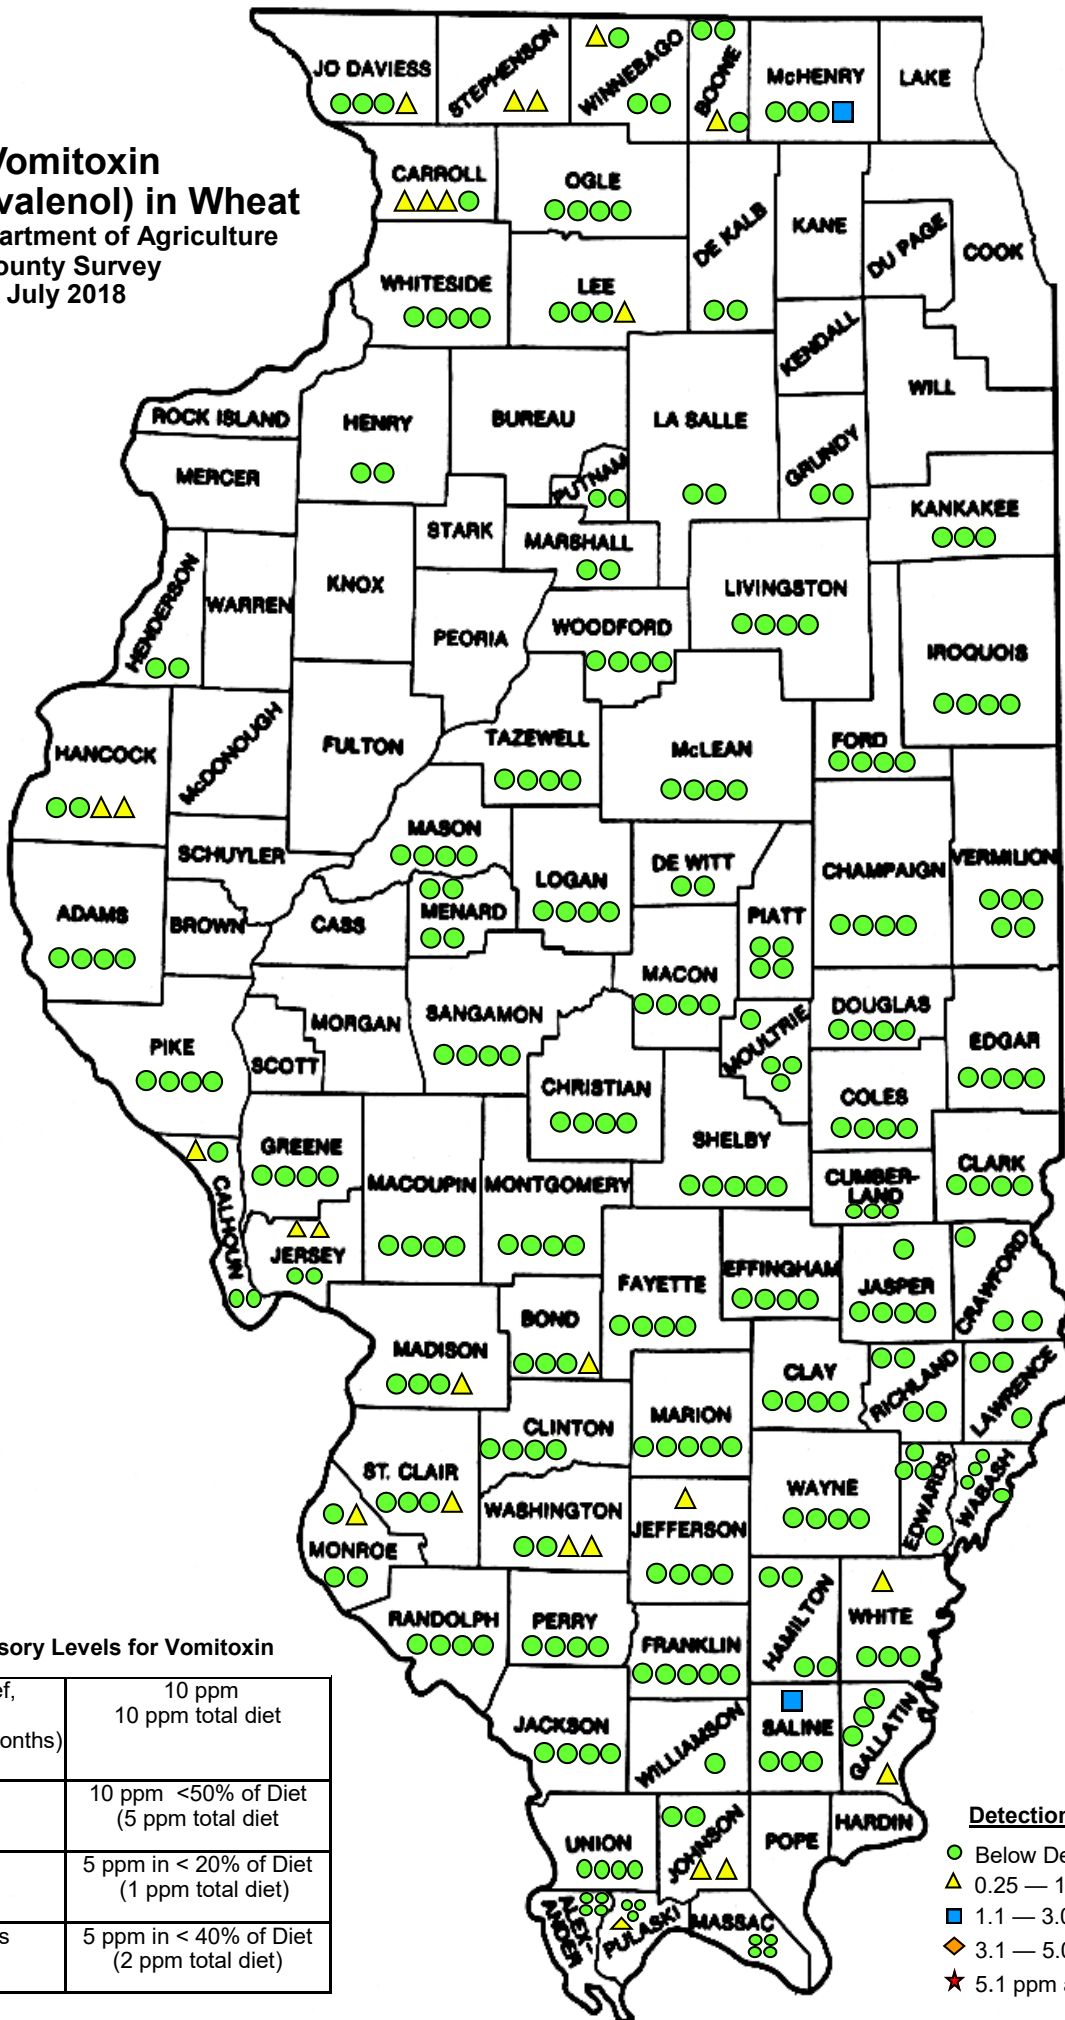 Vomitoxin
valenol) in Wheat
artment of Agriculture
ounty Survey
July 2018
JO DAVIESS
STEPHENSON
WINNEBAGO
BOONE
McHENRY
LAKE
CARROLL
OGLE
DE KALB
KANE
DU PAGE
COOK
WHITESIDE
LEE
KENDALL
WILL
ROCK ISLAND
HENRY
BUREAU
LA SALLE
GRUNDY
MERCER
PUTNAM
KANKAKEE
STARK
MARSHALL
HENDERSON
WARREN
KNOX
PEORIA
WOODFORD
LIVINGSTON
IROQUOIS
HANCOCK
McDONOUGH
FULTON
TAZEWELL
McLEAN
FORD
SCHUYLER
MASON
LOGAN
DE WITT
CHAMPAIGN
VERMILION
ADAMS
BROWN
CASS
MENARD
PIATT
MACON
PIKE
SCOTT
MORGAN
SANGAMON
MOULTRIE
DOUGLAS
EDGAR
CHRISTIAN
COLES
GREENE
SHELBY
CALHOUN
MACOUPIN
MONTGOMERY
CUMBER-
LAND
CLARK
JERSEY
FAYETTE
EFFINGHAM
JASPER
CRAWFORD
MADISON
BOND
CLAY
RICHLAND
LAWRENCE
CLINTON
MARION
ST. CLAIR
WASHINGTON
JEFFERSON
WAYNE
EDWARDS
WABASH
MONROE
RANDOLPH
PERRY
FRANKLIN
HAMILTON
WHITE
JACKSON
WILLIAMSON
SALINE
GALLATIN
UNION
JOHNSON
POPE
HARDIN
ALEX-
ANDER
PULASKI
MASSAC
sory Levels for Vomitoxin
ef,
onths)
10 ppm
10 ppm total diet
10 ppm <50% of Diet
(5 ppm total diet
5 ppm in < 20% of Diet
(1 ppm total diet)
s
5 ppm in < 40% of Diet
(2 ppm total diet)
Detection
Below De
0.25 — 1
1.1 — 3.0
3.1 — 5.0
5.1 ppm a